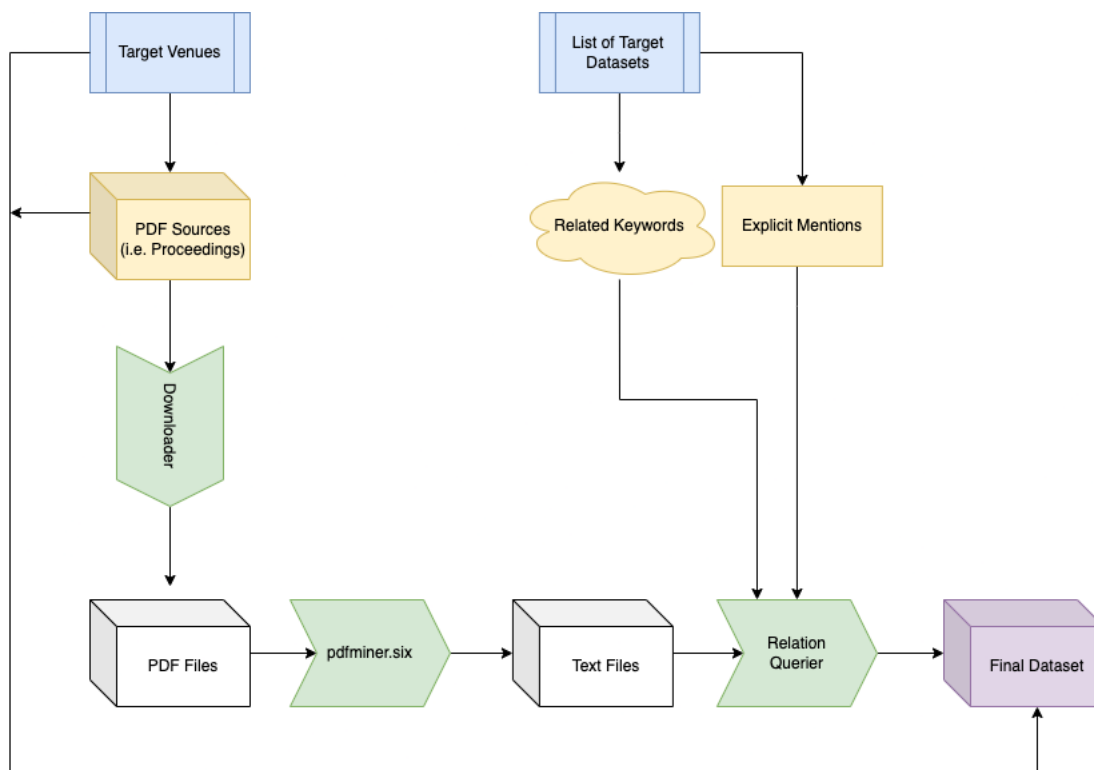 Target Venues
List of Target
Datasets
PDF Sources
(i.e. Proceedings)
Related Keywords
Explicit Mentions
Downloader
PDF Files
pdfminer.six
Text Files
Relation
Querier
Final Dataset